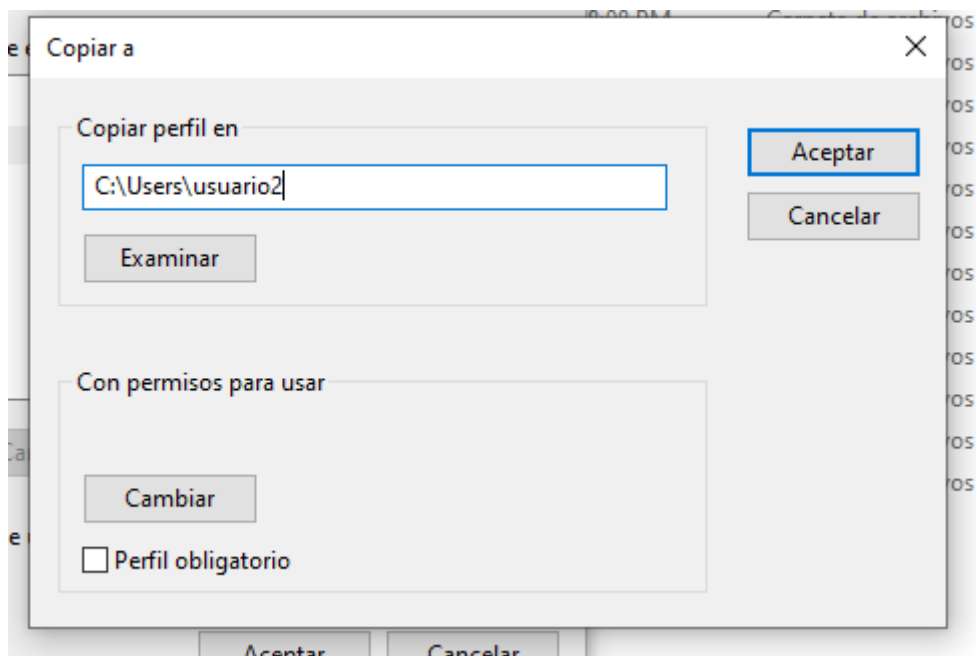 Copiar a
Copiar perfil en
C:\Users\usuario2
Examinar
Aceptar
Cancelar
Con permisos para usar
Cambiar
Perfil obligatorio
Aceptar
Cancelar